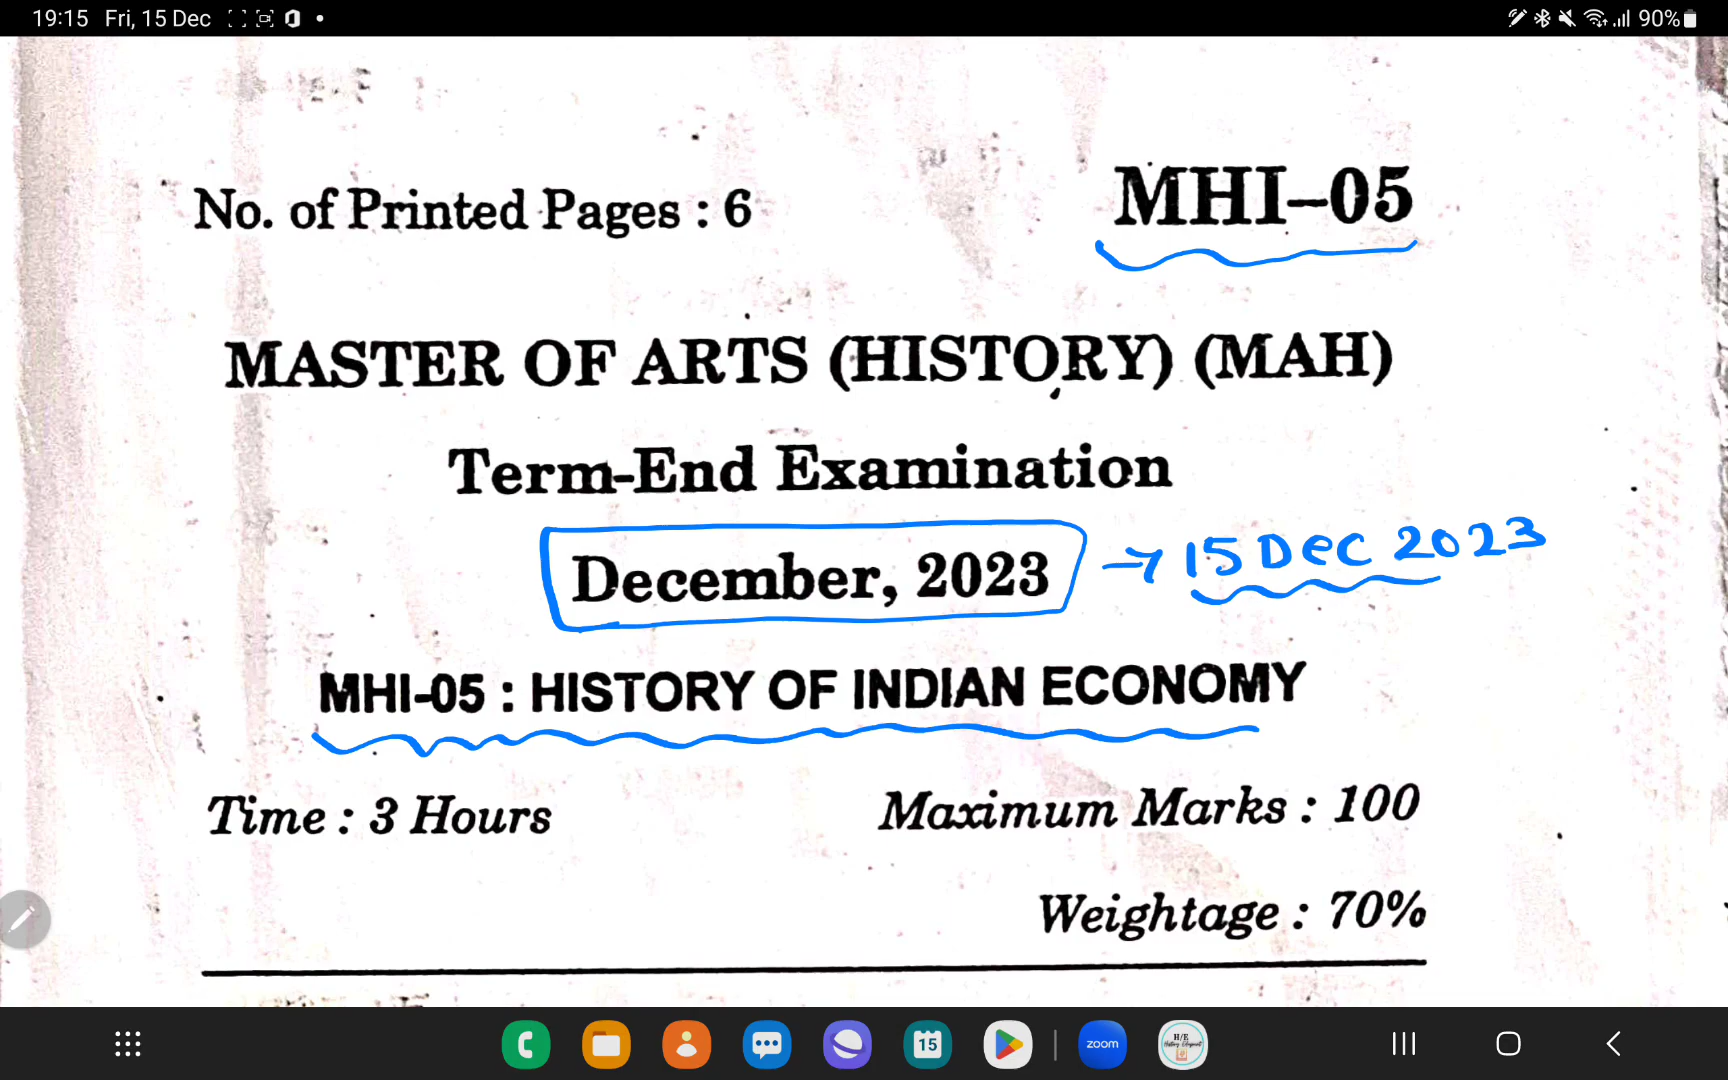 19:15 Fri, 15 Dec
90%
No. of Printed Pages : 6
MHI–05
MASTER OF ARTS (HISTORY) (MAH)
Term-End Examination
December, 2023 → 15 Dec 2023
MHI-05 : HISTORY OF INDIAN ECONOMY
Time : 3 Hours
Maximum Marks : 100
Weightage : 70%
15
zoom
H/E